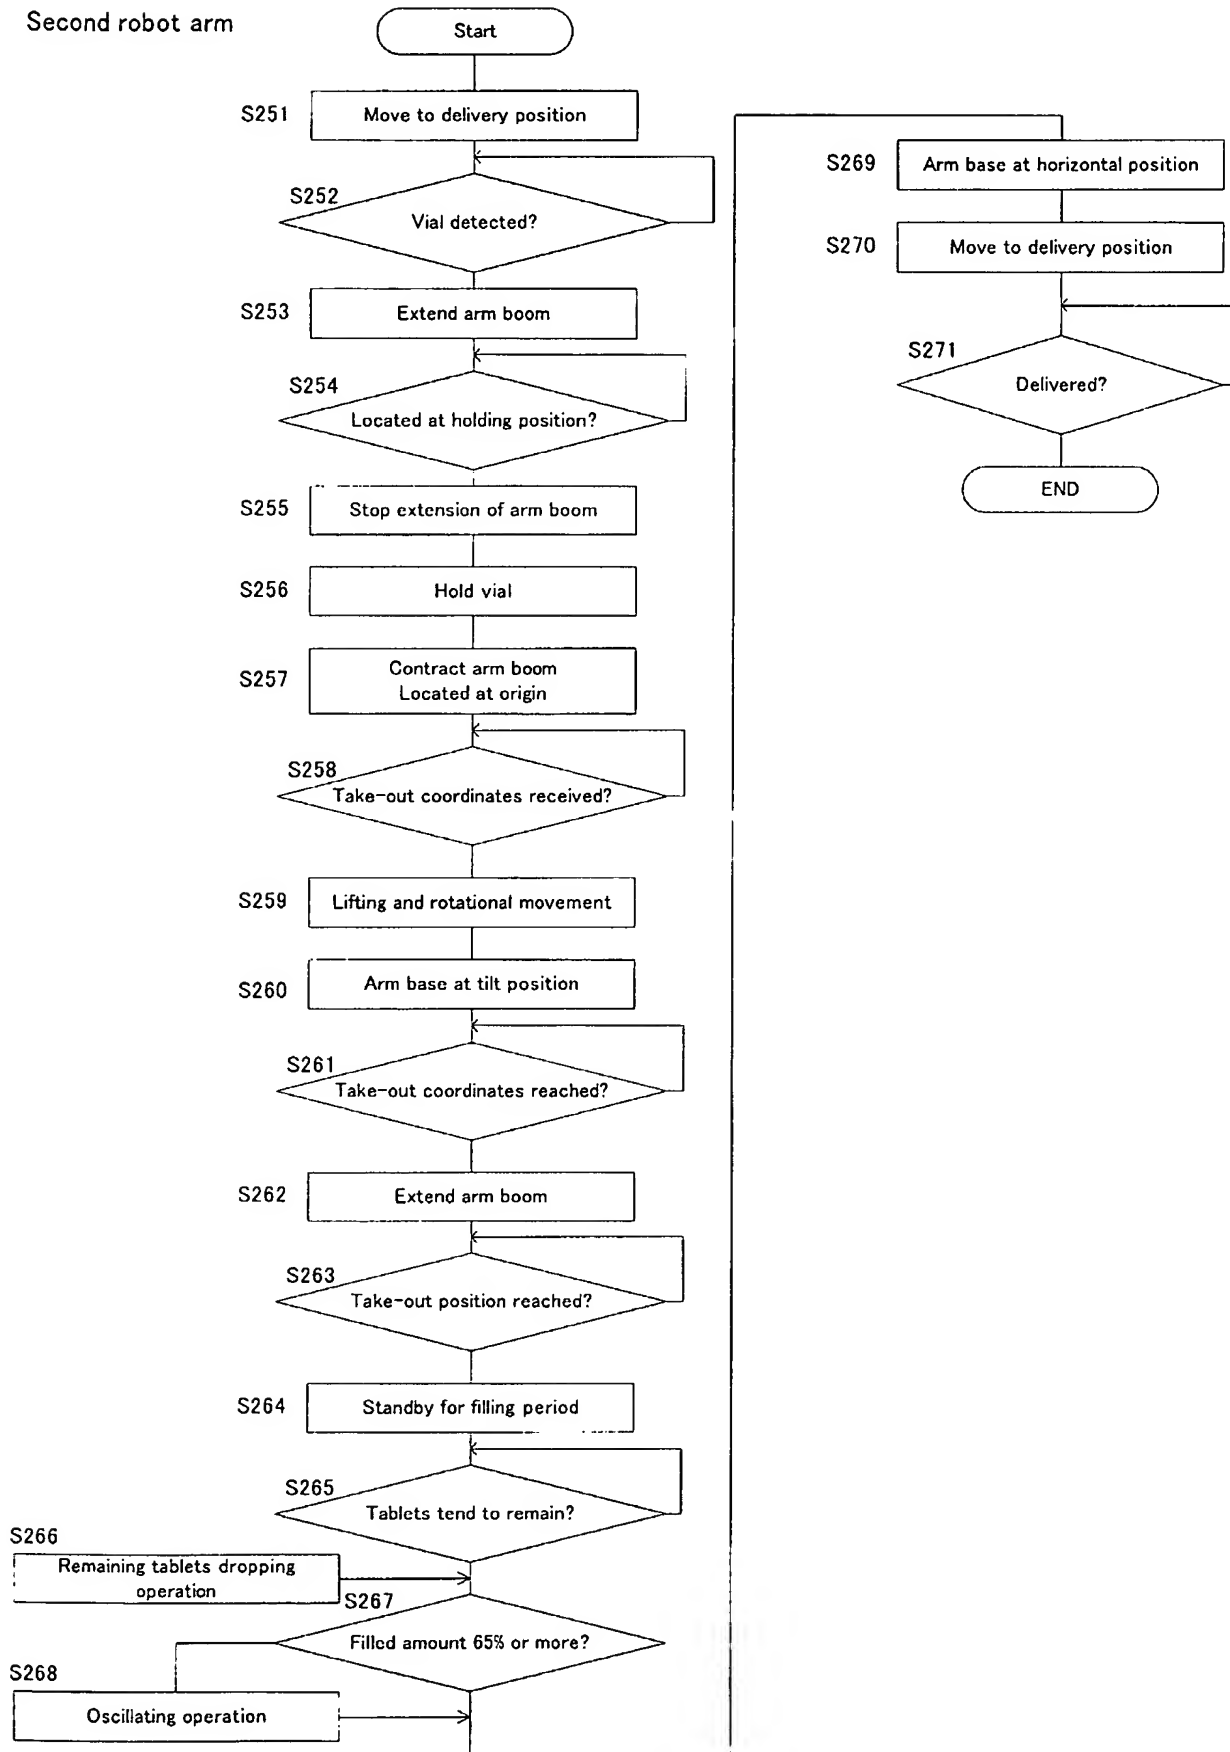 Second robot arm
Start
S251
Move to delivery position
S252
Vial detected?
S253
Extend arm boom
S254
Located at holding position?
S255
Stop extension of arm boom
S256
Hold vial
S257
Contract arm boom
Located at origin
S258
Take-out coordinates received?
S259
Lifting and rotational movement
S260
Arm base at tilt position
S261
Take-out coordinates reached?
S262
Extend arm boom
S263
Take-out position reached?
S264
Standby for filling period
S265
Tablets tend to remain?
S266
Remaining tablets dropping
operation
S267
Filled amount 65% or more?
S268
Oscillating operation
S269
Arm base at horizontal position
S270
Move to delivery position
S271
Delivered?
END